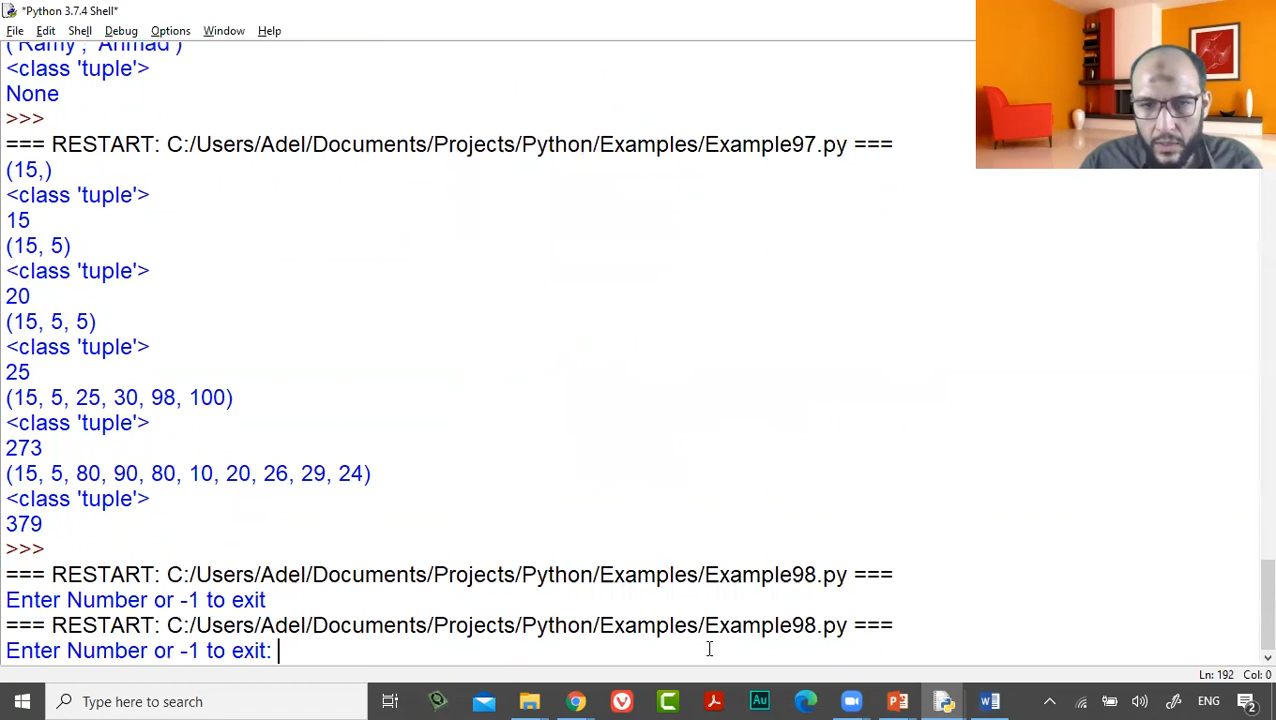 *Python 3.7.4 Shell*
File Edit Shell Debug Options Window Help
('Ramy', 'Ahmad')
<class 'tuple'>
None
>>>
=== RESTART: C:/Users/Adel/Documents/Projects/Python/Examples/Example97.py ===
(15,)
<class 'tuple'>
15
(15, 5)
<class 'tuple'>
20
(15, 5, 5)
<class 'tuple'>
25
(15, 5, 25, 30, 98, 100)
<class 'tuple'>
273
(15, 5, 80, 90, 80, 10, 20, 26, 29, 24)
<class 'tuple'>
379
>>>
=== RESTART: C:/Users/Adel/Documents/Projects/Python/Examples/Example98.py ===
Enter Number or -1 to exit
=== RESTART: C:/Users/Adel/Documents/Projects/Python/Examples/Example98.py ===
Enter Number or -1 to exit:
Ln: 192 Col: 0
Type here to search
Au
ENG
2